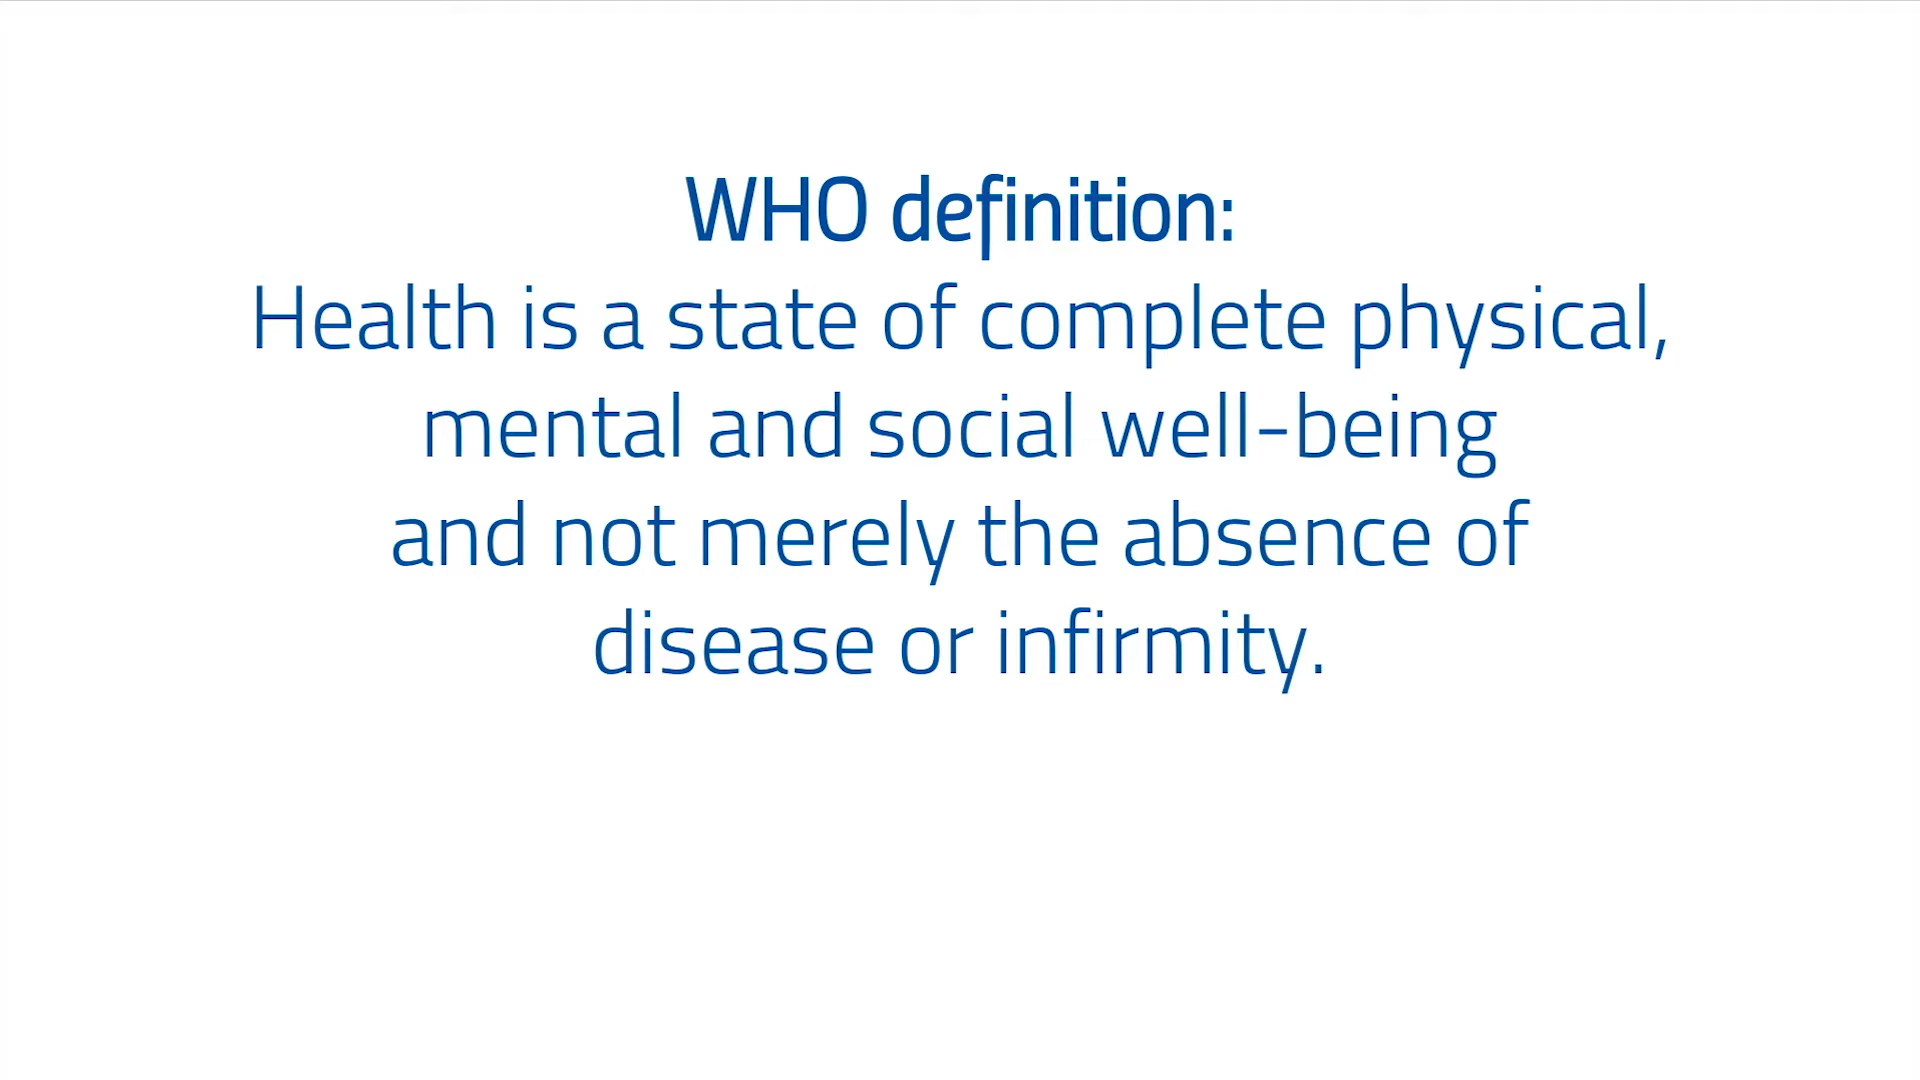 WHO definition:
Health is a state of complete physical,
mental and social well-being
and not merely the absence of
disease or infirmity.